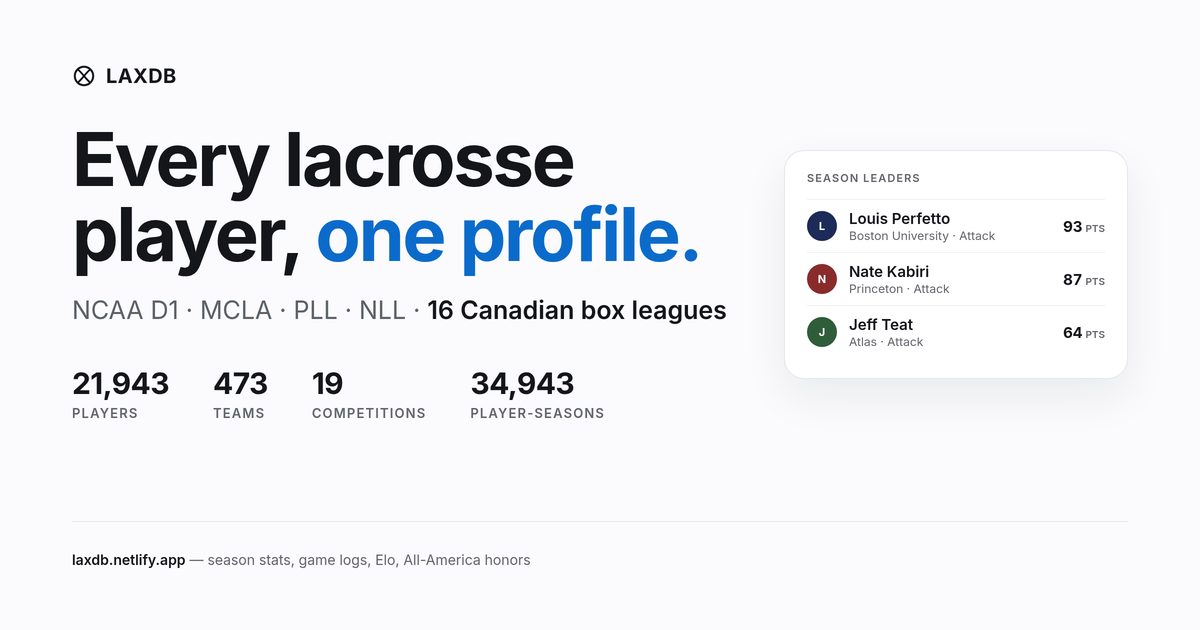 LAXDB
Every lacrosse
player, one profile.
NCAA D1 · MCLA · PLL · NLL · 16 Canadian box leagues
21,943 473 19 34,943
PLAYERS TEAMS COMPETITIONS PLAYER-SEASONS
SEASON LEADERS
L Louis Perfetto 93 PTS
Boston University · Attack
N Nate Kabiri 87 PTS
Princeton · Attack
J Jeff Teat 64 PTS
Atlas · Attack
laxdb.netlify.app — season stats, game logs, Elo, All-America honors